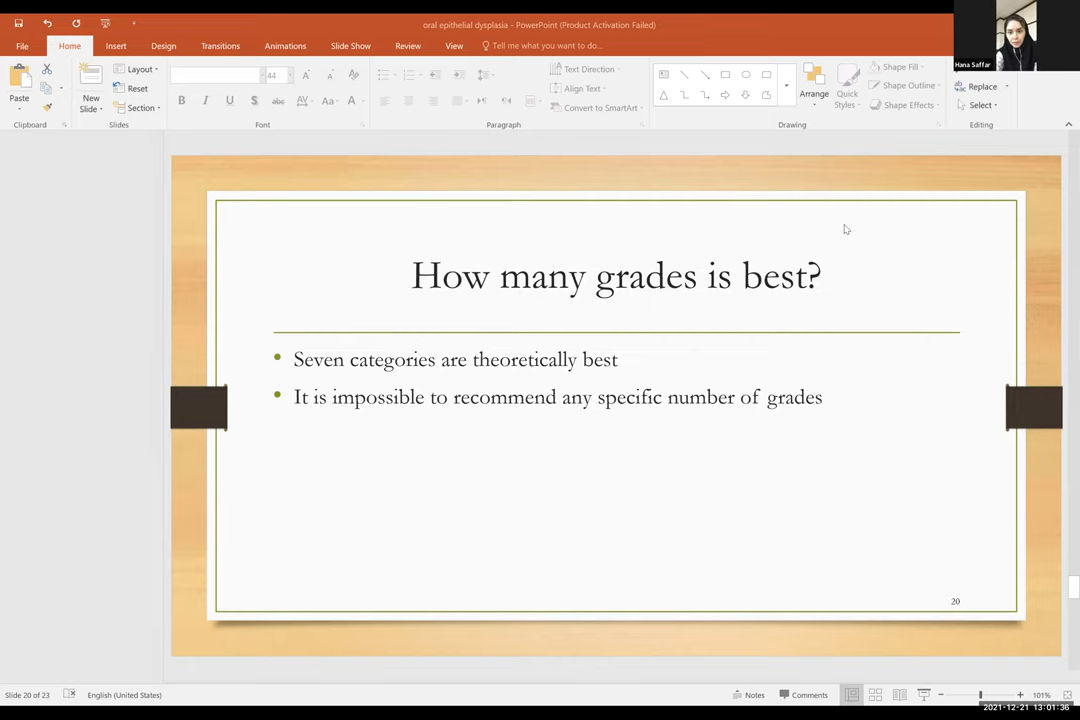 oral epithelial dysplasia - PowerPoint (Product Activation Failed)
File Home Insert Design Transitions Animations Slide Show Review View Tell me what you want to do...
Hana Saffar
Paste
Clipboard
New Slide
Layout
Reset
Section
Slides
44
B I U S abc AV Aa A
Font
Text Direction
Align Text
Convert to SmartArt
Paragraph
Arrange
Quick Styles
Shape Fill
Shape Outline
Shape Effects
Drawing
Replace
Select
Editing
How many grades is best?
• Seven categories are theoretically best
• It is impossible to recommend any specific number of grades
20
Slide 20 of 23 English (United States) Notes Comments 101%
2021-12-21 13:01:36